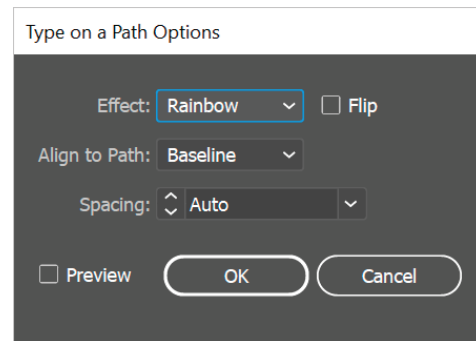 Type on a Path Options
Effect: Rainbow Flip
Align to Path: Baseline
Spacing: Auto
Preview OK Cancel